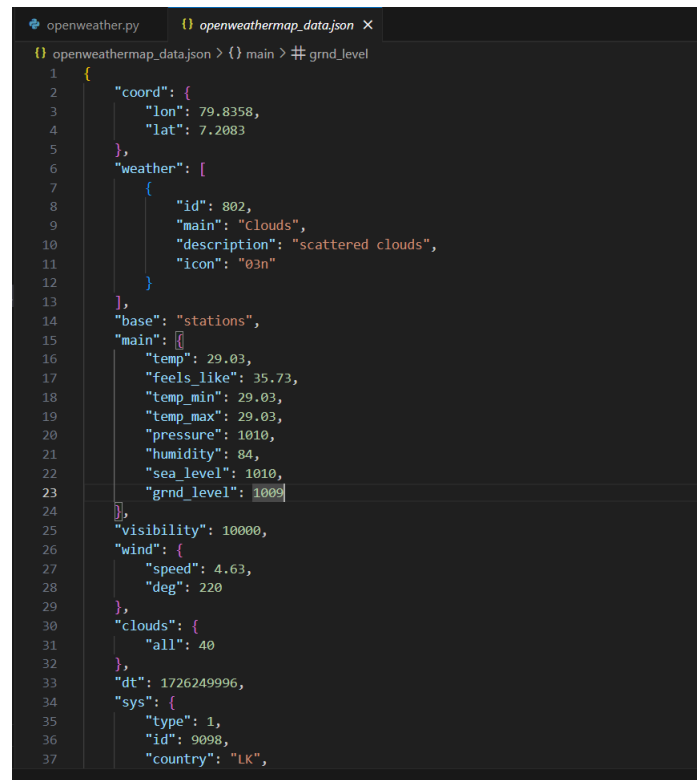 openweather.py {} openweathermap_data.json ×
{} openweathermap_data.json > {} main > # grnd_level
1 {
2 "coord": {
3 "lon": 79.8358,
4 "lat": 7.2083
5 },
6 "weather": [
7 {
8 "id": 802,
9 "main": "Clouds",
10 "description": "scattered clouds",
11 "icon": "03n"
12 }
13 ],
14 "base": "stations",
15 "main": {
16 "temp": 29.03,
17 "feels_like": 35.73,
18 "temp_min": 29.03,
19 "temp_max": 29.03,
20 "pressure": 1010,
21 "humidity": 84,
22 "sea_level": 1010,
23 "grnd_level": 1009
24 },
25 "visibility": 10000,
26 "wind": {
27 "speed": 4.63,
28 "deg": 220
29 },
30 "clouds": {
31 "all": 40
32 },
33 "dt": 1726249996,
34 "sys": {
35 "type": 1,
36 "id": 9098,
37 "country": "LK",